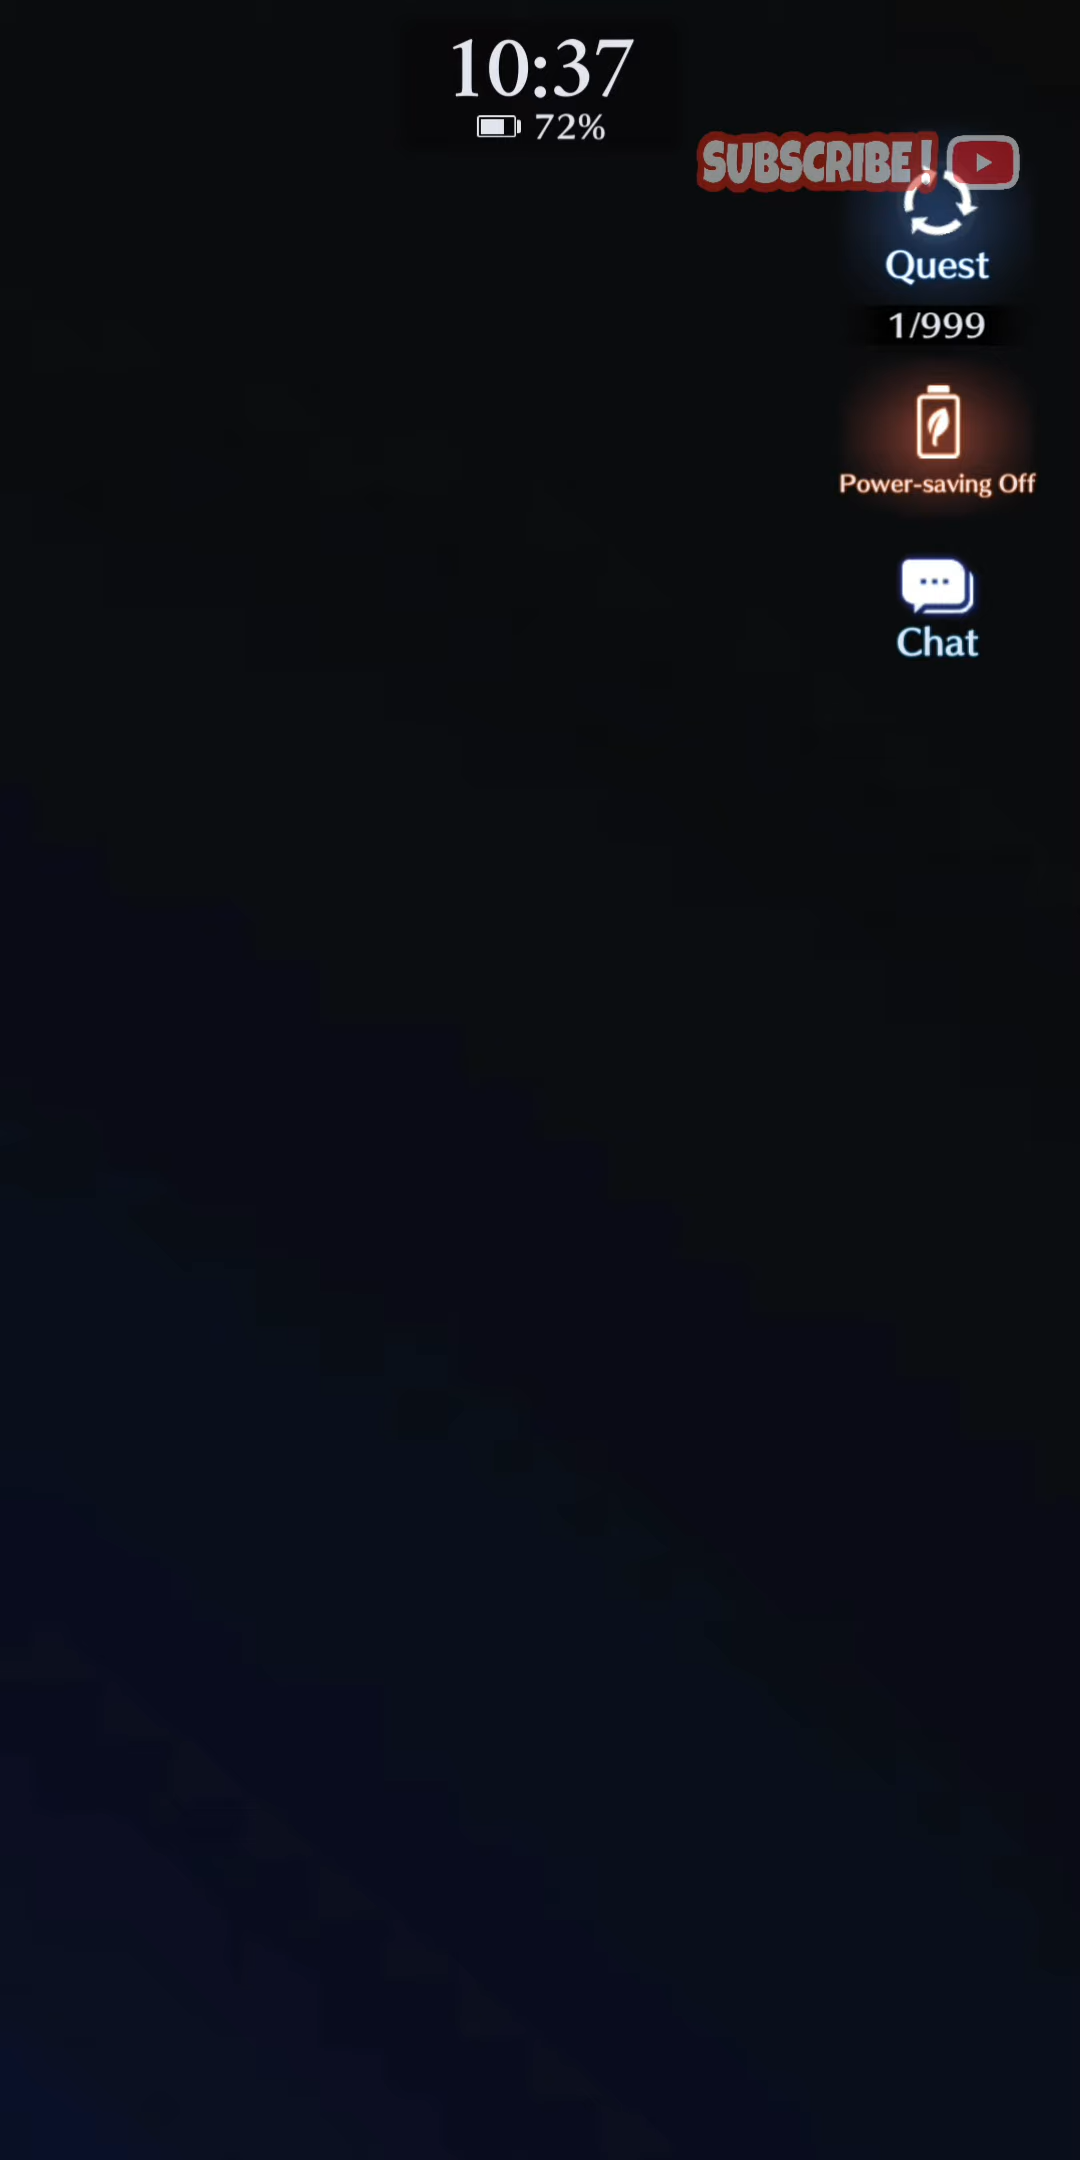 10:37
72%
SUBSCRIBE!
Quest
1/999
Power-saving Off
Chat